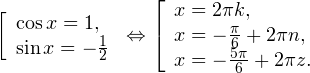 [ cos x = 1, sin x = -1/2 ⇔ [ x = 2πk, x = -π/6 + 2πn, x = -5π/6 + 2πz.